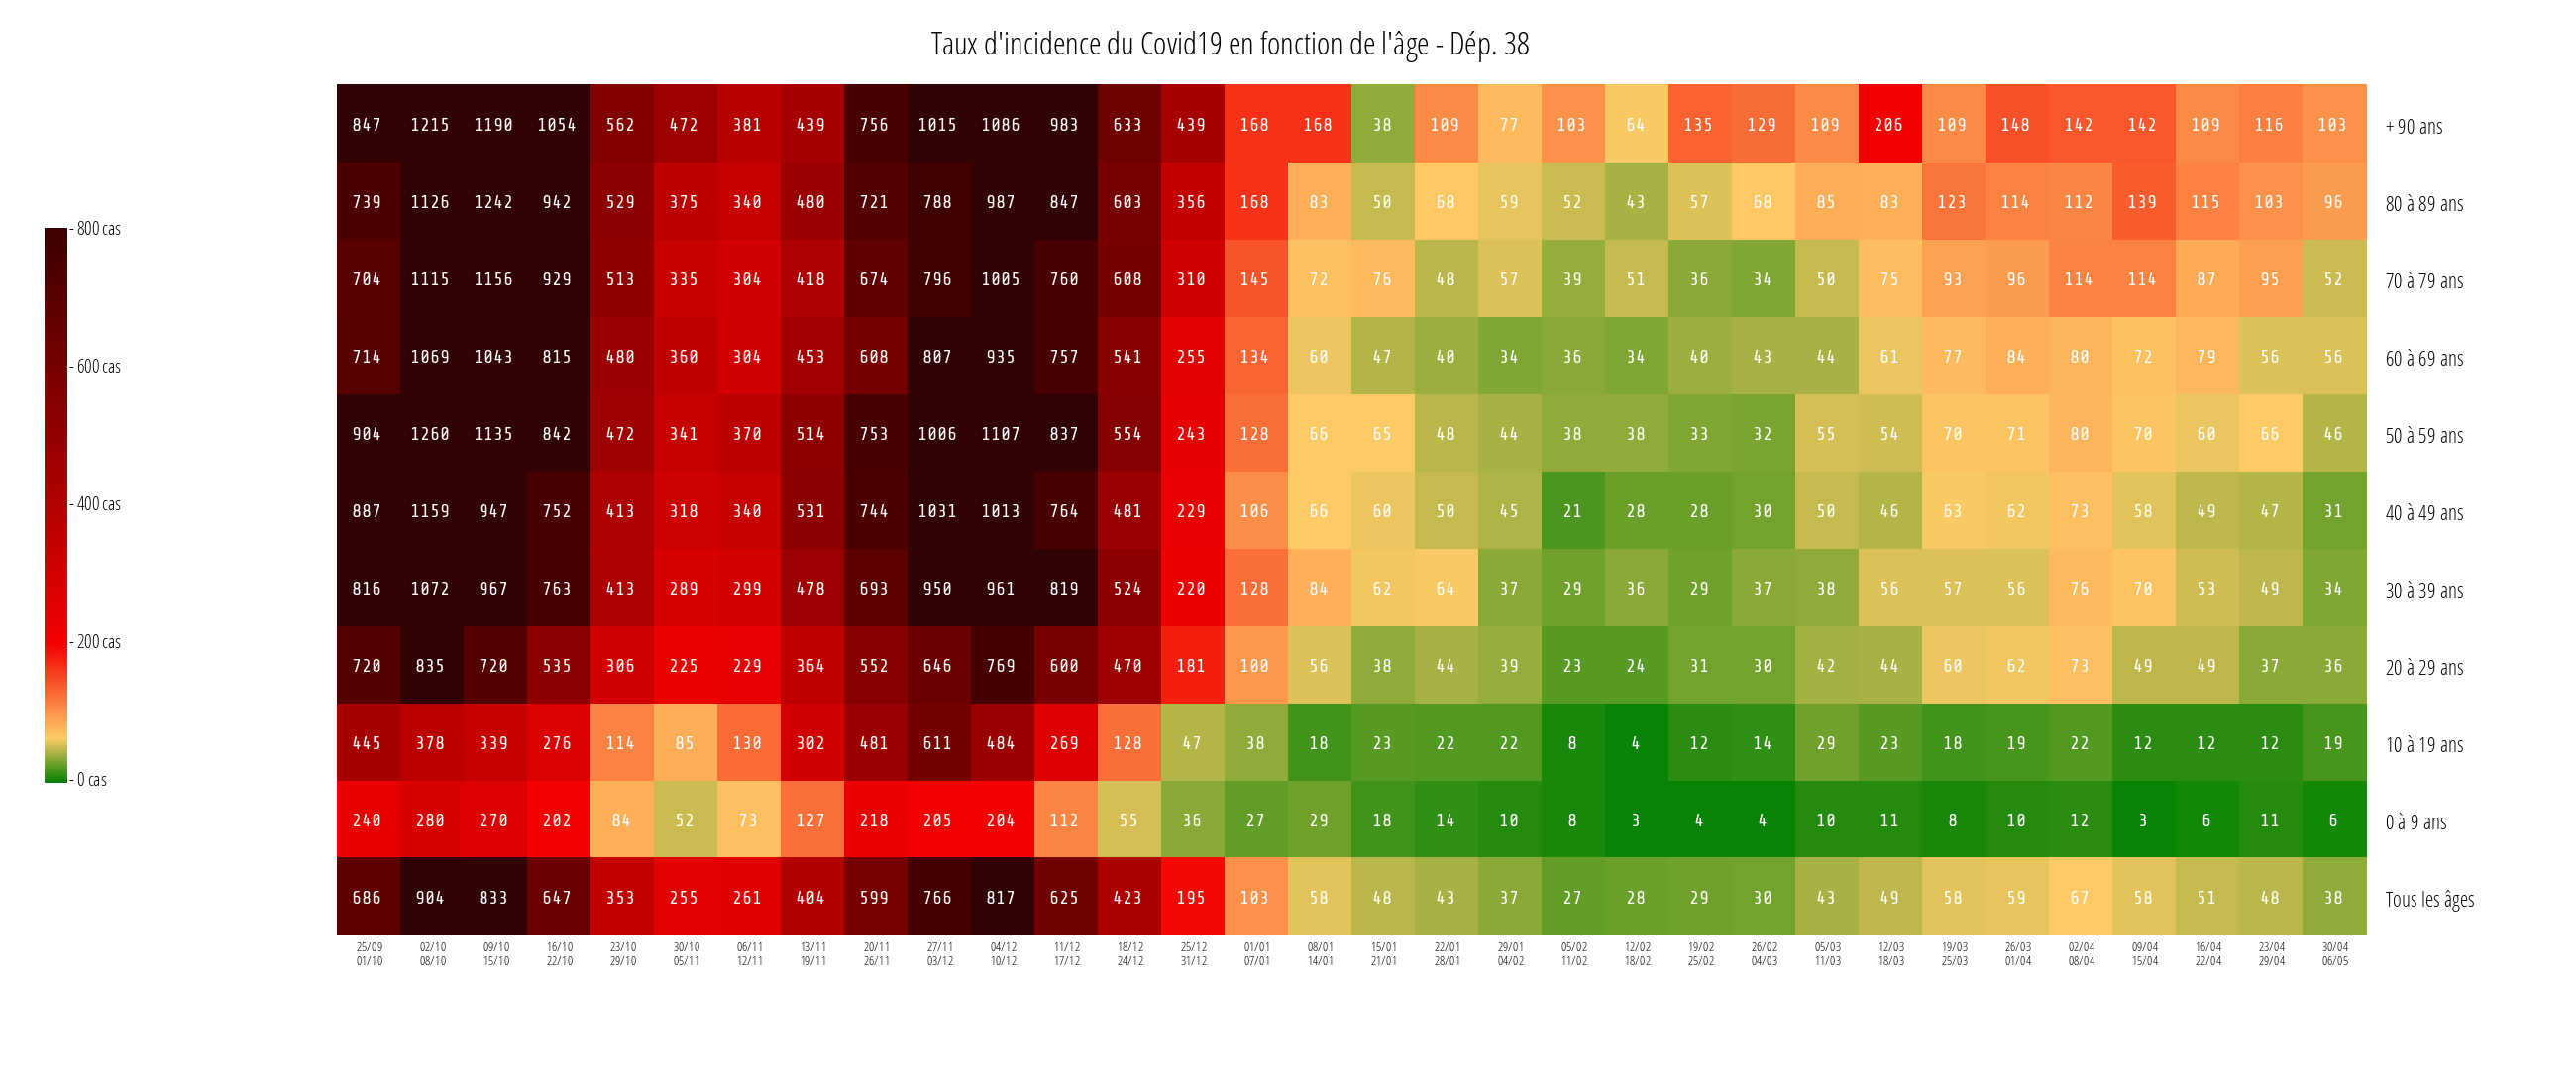 Taux d'incidence du Covid19 en fonction de l'âge - Dép. 38
847 1215 1190 1054 562 472 381 439 756 1015 1086 983 633 439 168 168 38 109 77 103 64 135 129 109 206 109 148 142 142 109 116 103 + 90 ans
739 1126 1242 942 529 375 340 480 721 788 987 847 603 356 168 83 50 68 59 52 43 57 68 85 83 123 114 112 139 115 103 96 80 à 89 ans
704 1115 1156 929 513 335 304 418 674 796 1005 760 608 310 145 72 76 48 57 39 51 36 34 50 75 93 96 114 114 87 95 52 70 à 79 ans
714 1069 1043 815 480 360 304 453 608 807 935 757 541 255 134 60 47 40 34 36 34 40 43 44 61 77 84 80 72 79 56 56 60 à 69 ans
904 1260 1135 842 472 341 370 514 753 1006 1107 837 554 243 128 66 65 48 44 38 38 33 32 55 54 70 71 80 70 60 66 46 50 à 59 ans
887 1159 947 752 413 318 340 531 744 1031 1013 764 481 229 106 66 60 50 45 21 28 28 30 50 46 63 62 73 58 49 47 31 40 à 49 ans
816 1072 967 763 413 289 299 478 693 950 961 819 524 220 128 84 62 64 37 29 36 29 37 38 56 57 56 76 70 53 49 34 30 à 39 ans
720 835 720 535 306 225 229 364 552 646 769 600 470 181 100 56 38 44 39 23 24 31 30 42 44 60 62 73 49 49 37 36 20 à 29 ans
445 378 339 276 114 85 130 302 481 611 484 269 128 47 38 18 23 22 22 8 4 12 14 29 23 18 19 22 12 12 12 19 10 à 19 ans
240 280 270 202 84 52 73 127 218 205 204 112 55 36 27 29 18 14 10 8 3 4 4 10 11 8 10 12 3 6 11 6 0 à 9 ans
686 904 833 647 353 255 261 404 599 766 817 625 423 195 103 58 48 43 37 27 28 29 30 43 49 58 59 67 58 51 48 38 Tous les âges
25/09 02/10 09/10 16/10 23/10 30/10 06/11 13/11 20/11 27/11 04/12 11/12 18/12 25/12 01/01 08/01 15/01 22/01 29/01 05/02 12/02 19/02 26/02 05/03 12/03 19/03 26/03 02/04 09/04 16/04 23/04 30/04
01/10 08/10 15/10 22/10 29/10 05/11 12/11 19/11 26/11 03/12 10/12 17/12 24/12 31/12 07/01 14/01 21/01 28/01 04/02 11/02 18/02 25/02 04/03 11/03 18/03 25/03 01/04 08/04 15/04 22/04 29/04 06/05
- 800 cas
- 600 cas
- 400 cas
- 200 cas
- 0 cas